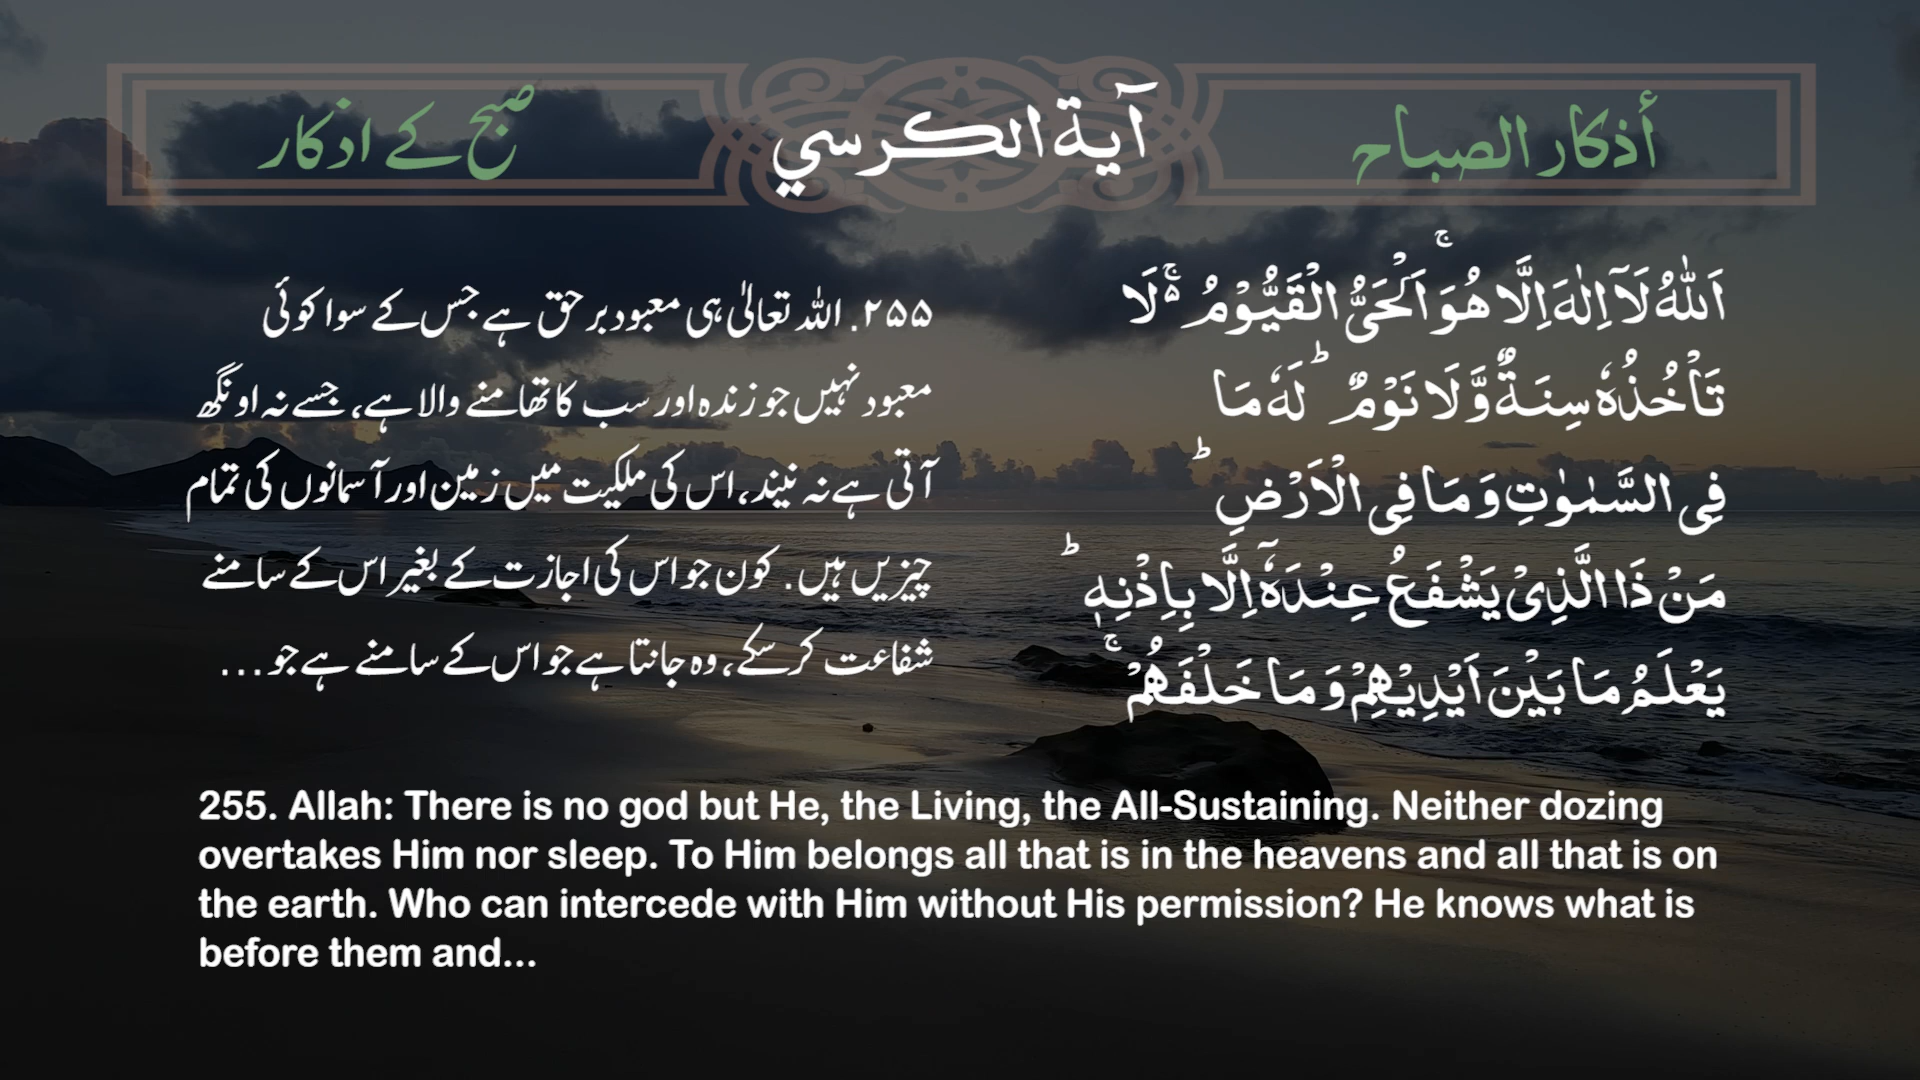 أذكار الصباح
آية الكرسي
صبح کے اذکار
اَللّٰهُ لَآ اِلٰهَ اِلَّا هُوَ ۚ اَلْحَيُّ الْقَيُّوْمُ ۚ۬ لَا
تَاْخُذُهٗ سِنَةٌ وَّلَا نَوْمٌ ؕ لَهٗ مَا
فِی السَّمٰوٰتِ وَمَا فِی الْاَرْضِ ؕ
مَنْ ذَا الَّذِیْ یَشْفَعُ عِنْدَهٗۤ اِلَّا بِاِذْنِهٖ ؕ
یَعْلَمُ مَا بَیْنَ اَیْدِیْهِمْ وَمَا خَلْفَهُمْ ۚ
۲۵۵. اللہ تعالیٰ ہی معبود برحق ہے جس کے سوا کوئی
معبود نہیں جو زندہ اور سب کا تھامنے والا ہے، جسے نہ اونگھ
آتی ہے نہ نیند، اس کی ملکیت میں زمین اور آسمانوں کی تمام
چیزیں ہیں. کون جو اس کی اجازت کے بغیر اس کے سامنے
شفاعت کرسکے، وہ جانتا ہے جو اس کے سامنے ہے جو...
255. Allah: There is no god but He, the Living, the All-Sustaining. Neither dozing
overtakes Him nor sleep. To Him belongs all that is in the heavens and all that is on
the earth. Who can intercede with Him without His permission? He knows what is
before them and...